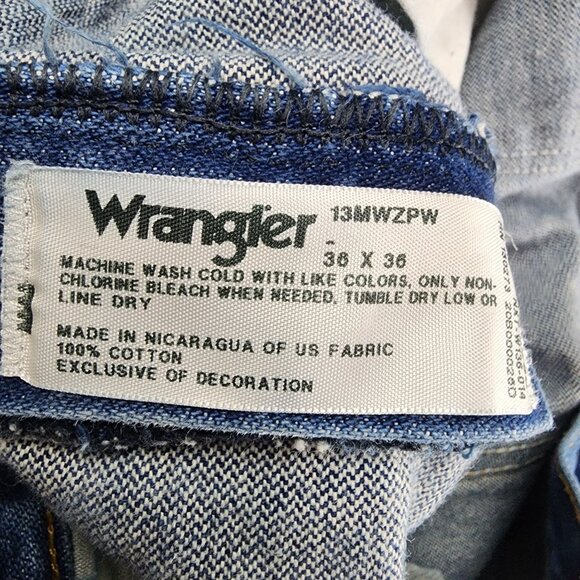 Wrangler 13MWZPW
-
36 X 36
MACHINE WASH COLD WITH LIKE COLORS, ONLY NON-
CHLORINE BLEACH WHEN NEEDED, TUMBLE DRY LOW OR
LINE DRY
MADE IN NICARAGUA OF US FABRIC
100% COTTON
EXCLUSIVE OF DECORATION